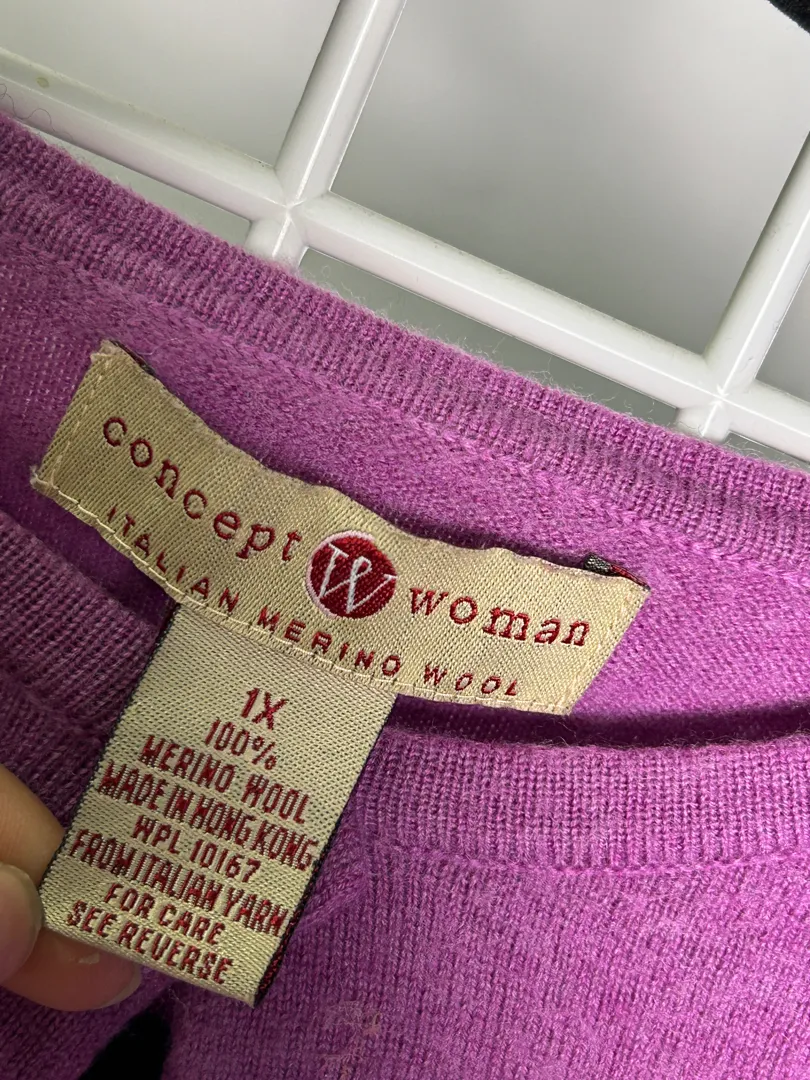 concept W woman
ITALIAN MERINO WOOL
1X
100%
MERINO WOOL
MADE IN HONG KONG
WPL 10167
FROM ITALIAN YARN
FOR CARE
SEE REVERSE